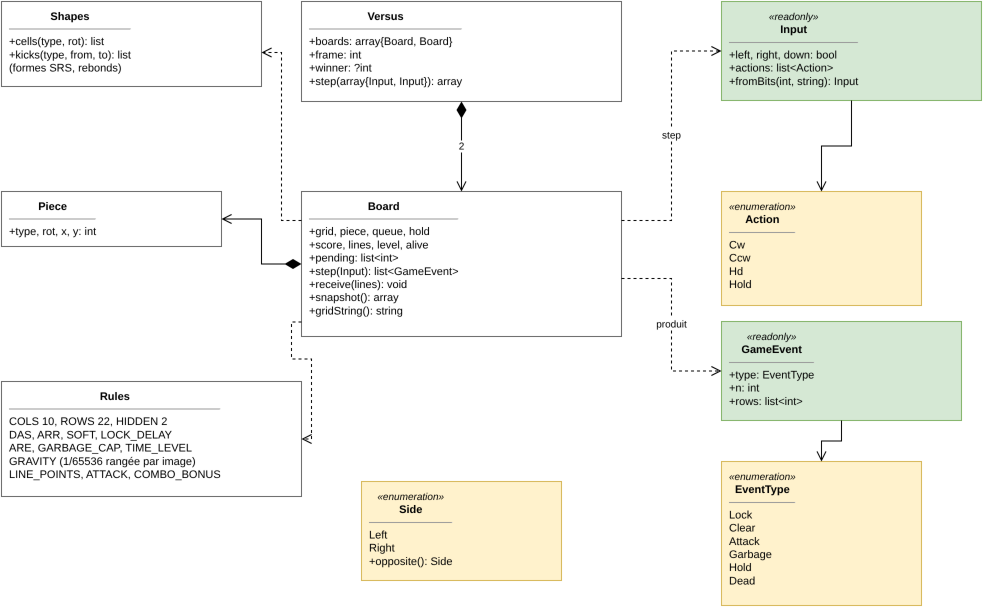 Shapes
+cells(type, rot): list
+kicks(type, from, to): list
(formes SRS, rebonds)
Versus
+boards: array{Board, Board}
+frame: int
+winner: ?int
+step(array{Input, Input}): array
«readonly»
Input
+left, right, down: bool
+actions: list<Action>
+fromBits(int, string): Input
step
2
Piece
+type, rot, x, y: int
Board
+grid, piece, queue, hold
+score, lines, level, alive
+pending: list<int>
+step(Input): list<GameEvent>
+receive(lines): void
+snapshot(): array
+gridString(): string
«enumeration»
Action
Cw
Ccw
Hd
Hold
produit
«readonly»
GameEvent
+type: EventType
+n: int
+rows: list<int>
Rules
COLS 10, ROWS 22, HIDDEN 2
DAS, ARR, SOFT, LOCK_DELAY
ARE, GARBAGE_CAP, TIME_LEVEL
GRAVITY (1/65536 rangée par image)
LINE_POINTS, ATTACK, COMBO_BONUS
«enumeration»
Side
Left
Right
+opposite(): Side
«enumeration»
EventType
Lock
Clear
Attack
Garbage
Hold
Dead